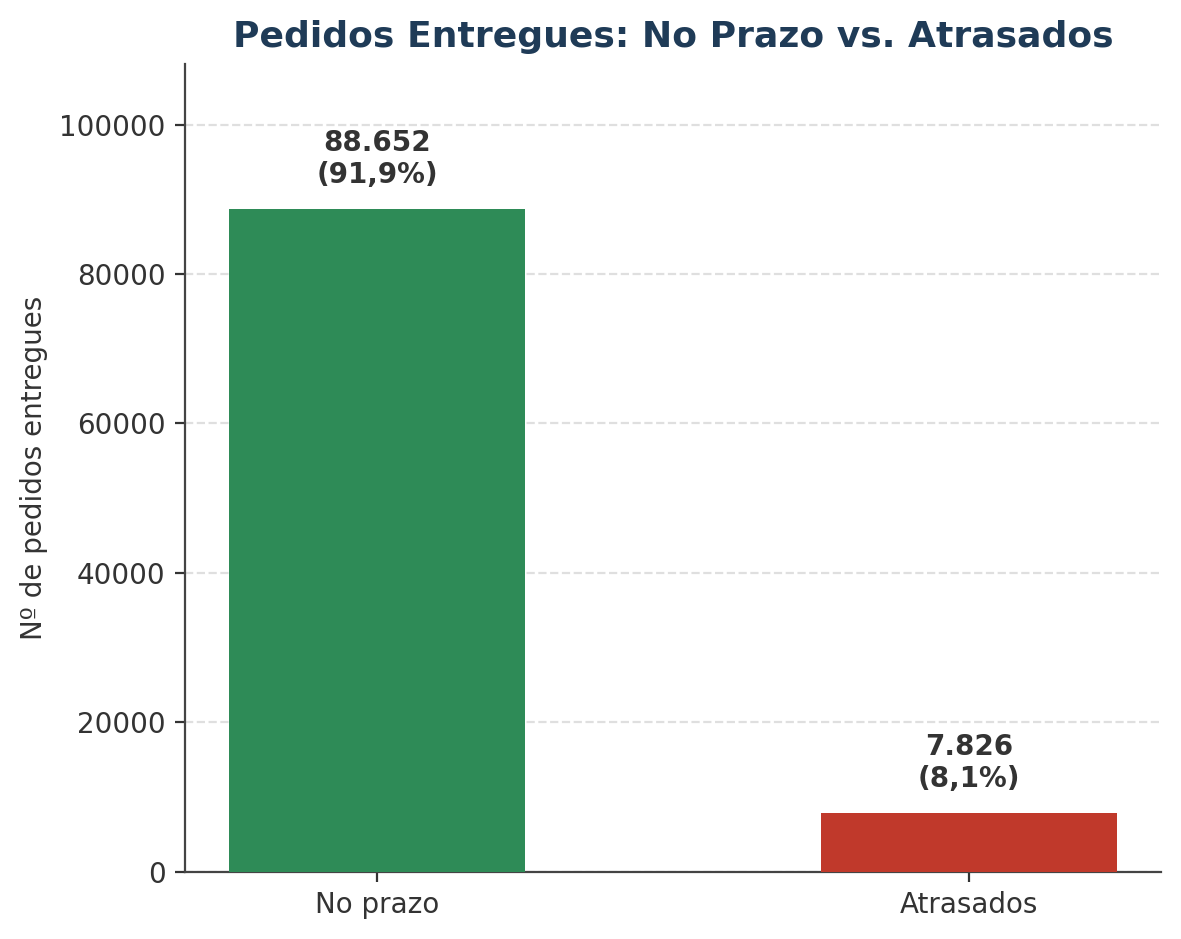 Pedidos Entregues: No Prazo vs. Atrasados
Nº de pedidos entregues
100000
80000
60000
40000
20000
0
88.652
(91,9%)
7.826
(8,1%)
No prazo
Atrasados